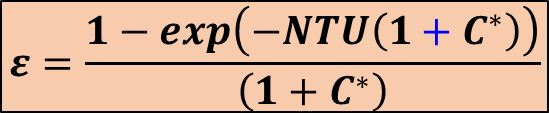 ε = 1 − exp(−NTU(1 + C*)) / (1 + C*)